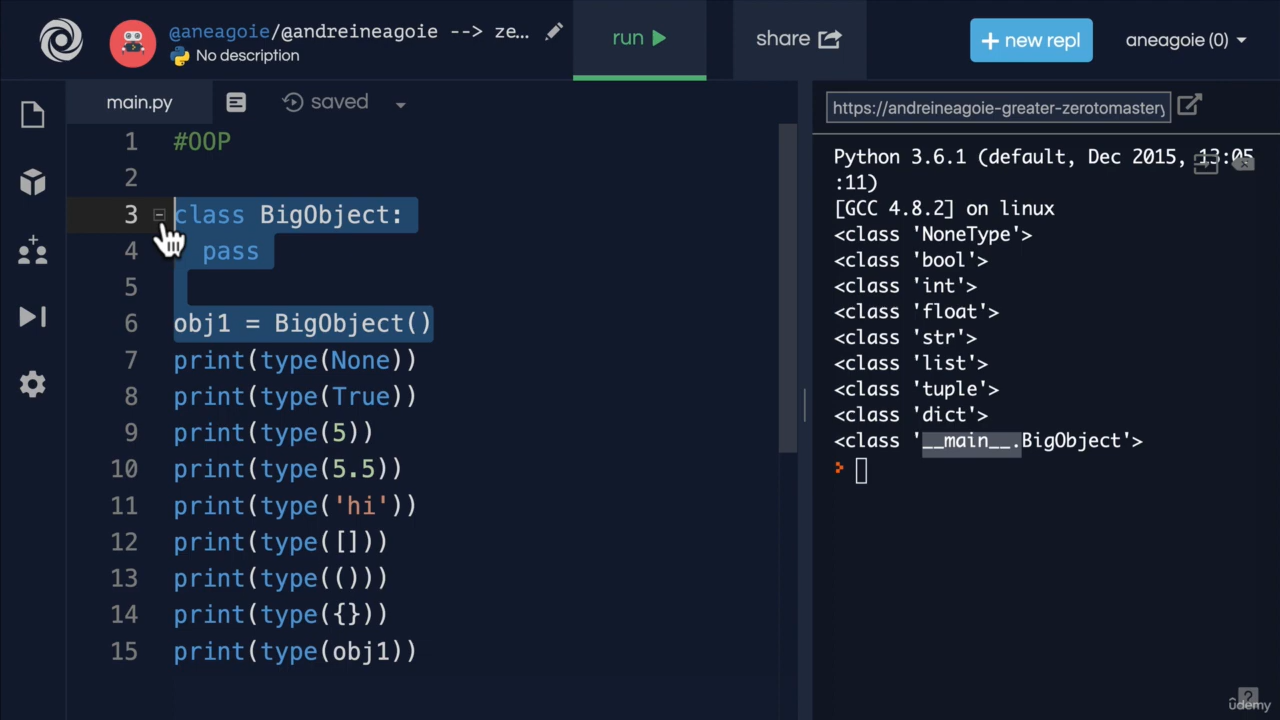 @aneagoie/@andreineagoie --> ze...
No description
run
share
+ new repl
aneagoie (0)
main.py
saved
1 #OOP
2
3 class BigObject:
4 pass
5
6 obj1 = BigObject()
7 print(type(None))
8 print(type(True))
9 print(type(5))
10 print(type(5.5))
11 print(type('hi'))
12 print(type([]))
13 print(type(()))
14 print(type({}))
15 print(type(obj1))
https://andreineagoie-greater-zerotomastery
Python 3.6.1 (default, Dec 2015, 13:05
:11)
[GCC 4.8.2] on linux
<class 'NoneType'>
<class 'bool'>
<class 'int'>
<class 'float'>
<class 'str'>
<class 'list'>
<class 'tuple'>
<class 'dict'>
<class '__main__.BigObject'>
?
ûdemy